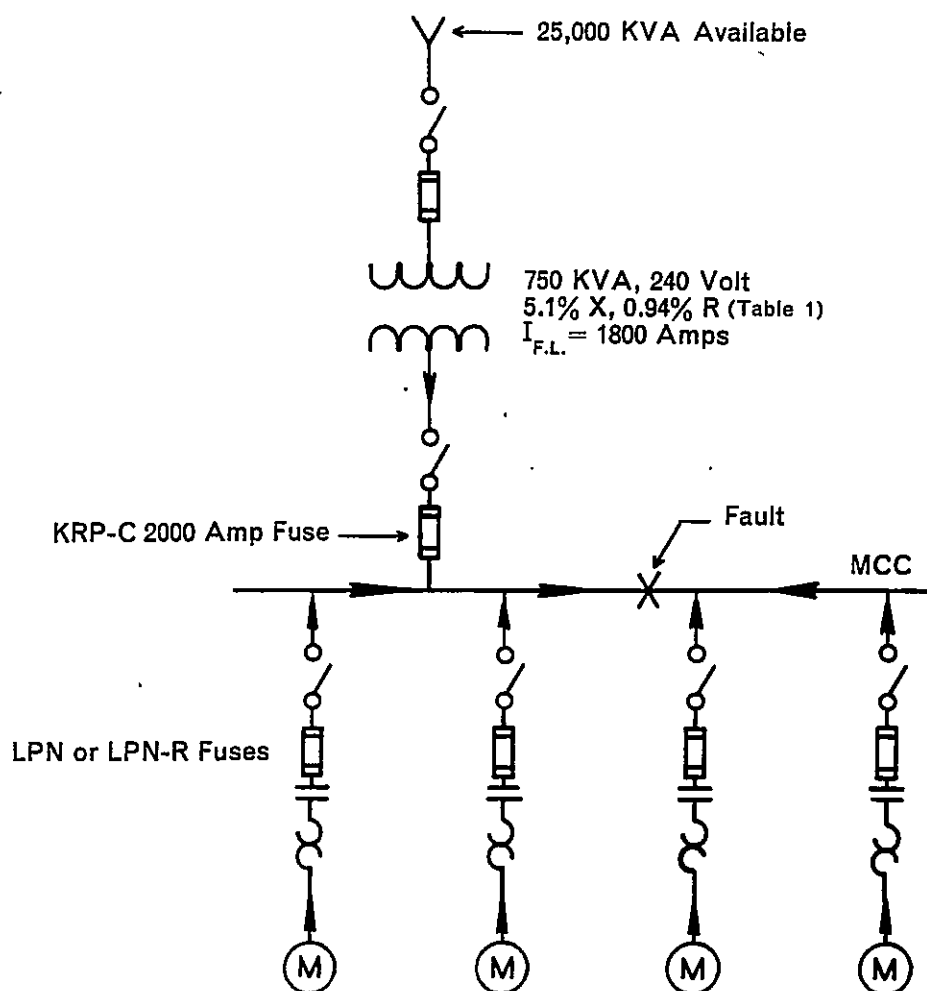 25,000 KVA Available
750 KVA, 240 Volt
5.1% X, 0.94% R (Table 1)
I F.L. = 1800 Amps
KRP-C 2000 Amp Fuse
Fault
MCC
LPN or LPN-R Fuses
M M M M